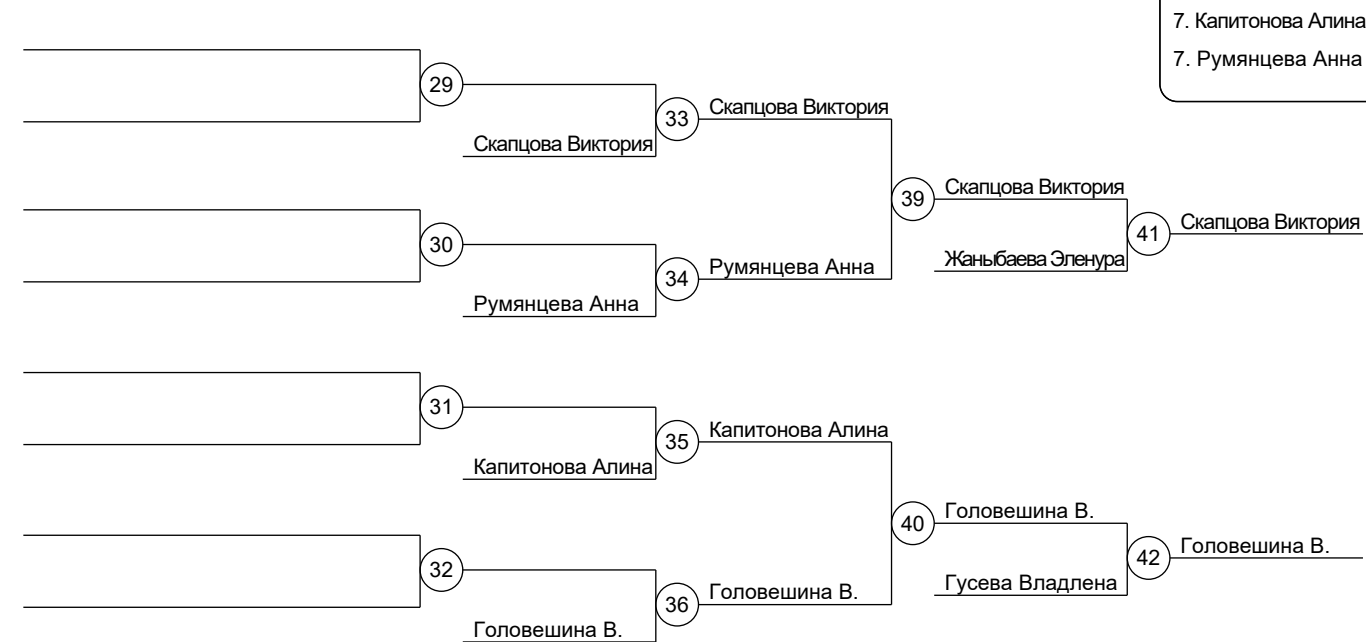 7. Капитонова Алина
7. Румянцева Анна
29
33
Скапцова Виктория
Скапцова Виктория
39
Скапцова Виктория
41
Скапцова Виктория
Жаныбаева Эленура
30
34
Румянцева Анна
Румянцева Анна
31
35
Капитонова Алина
Капитонова Алина
40
Головешина В.
42
Головешина В.
Гусева Владлена
32
36
Головешина В.
Головешина В.